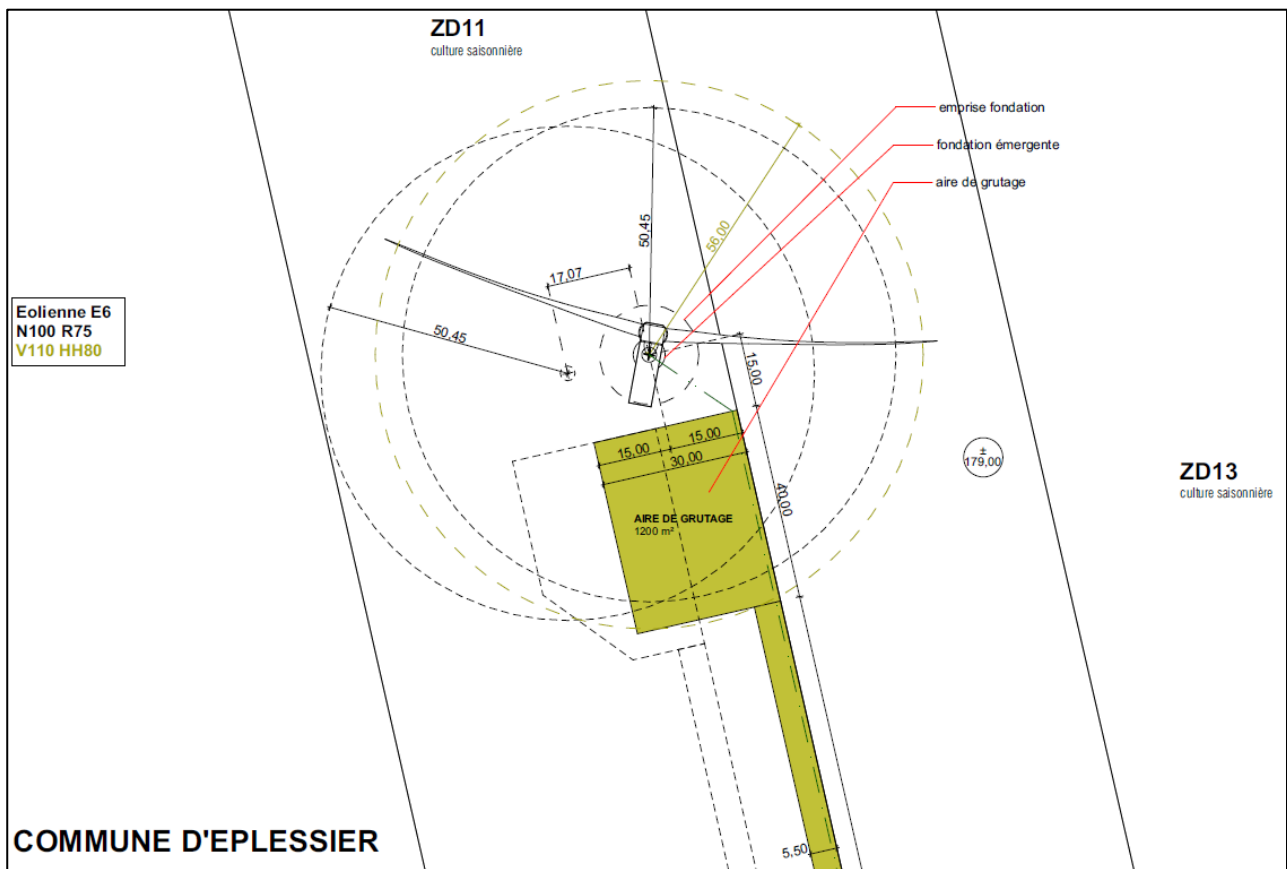 ZD11
culture saisonnière
emprise fondation
fondation émergente
aire de grutage
50,45
56,00
17,07
50,45
Eolienne E6
N100 R75
V110 HH80
15,00
15,00
15,00
30,00
40,00
±
179,00
ZD13
culture saisonnière
AIRE DE GRUTAGE
1200 m²
COMMUNE D'EPLESSIER
5,50